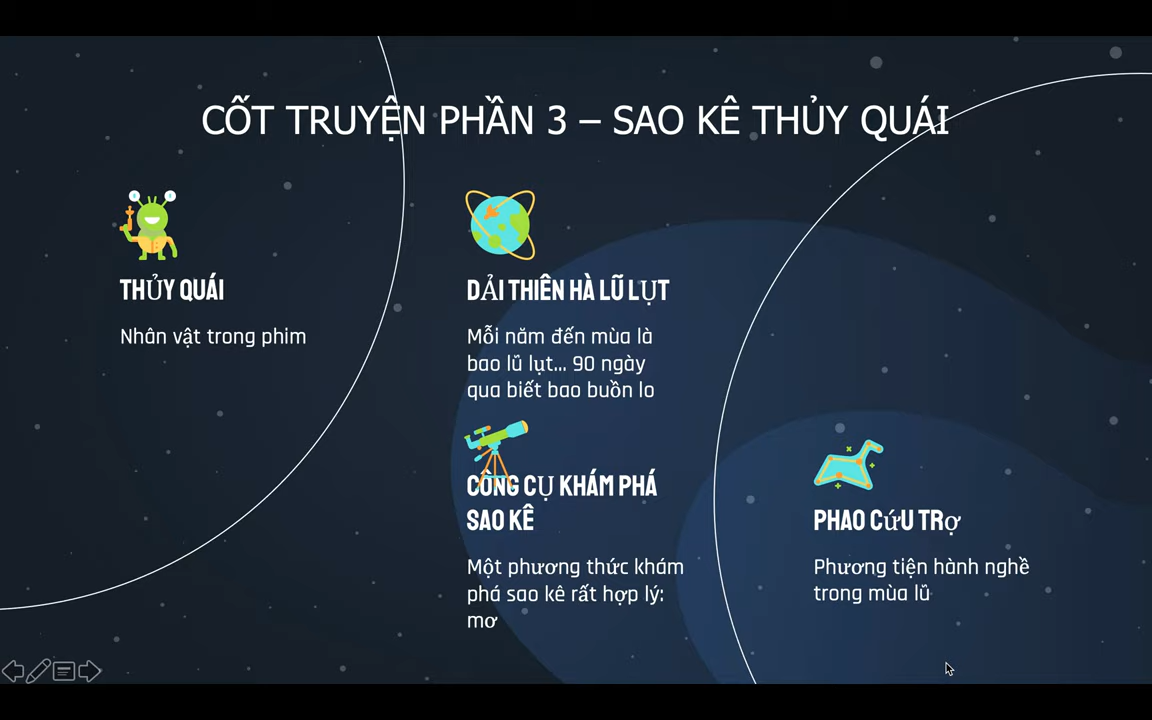 CỐT TRUYỆN PHẦN 3 – SAO KÊ THỦY QUÁI
THỦY QUÁI
Nhân vật trong phim
DẢI THIÊN HÀ LŨ LỤT
Mỗi năm đến mùa là
bao lũ lụt... 90 ngày
qua biết bao buồn lo
CÔNG CỤ KHÁM PHÁ
SAO KÊ
Một phương thức khám
phá sao kê rất hợp lý:
mơ
PHAO CứU TRợ
Phương tiện hành nghề
trong mùa lũ